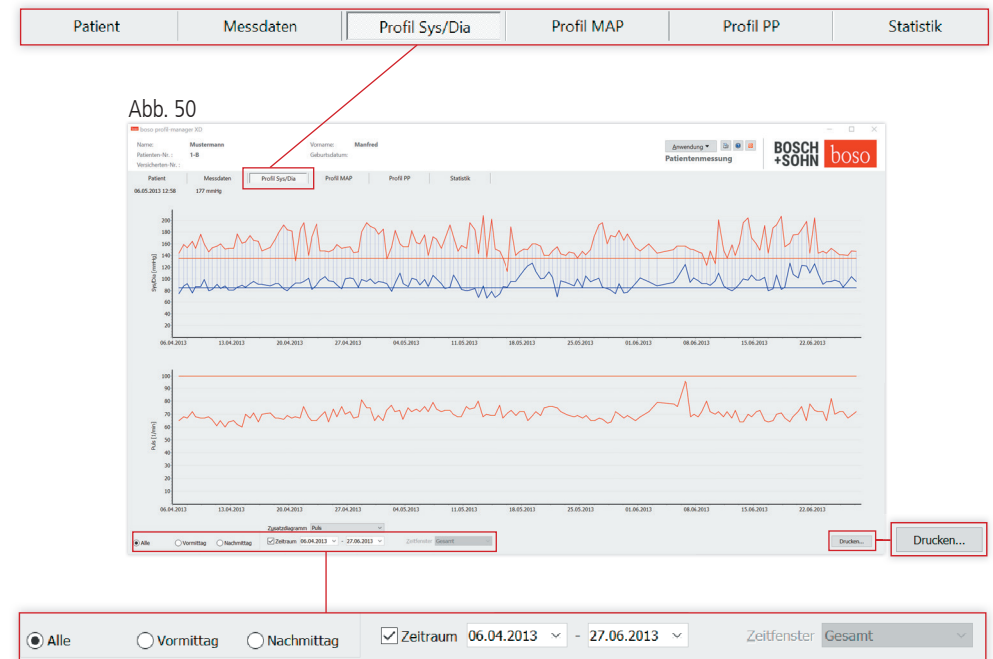 Patient Messdaten Profil Sys/Dia Profil MAP Profil PP Statistik
Abb. 50
boso profil-manager XD
Name: Mustermann Vorname: Manfred
Patienten-Nr. : 1-B Geburtsdatum:
Versicherten-Nr. :
Anwendung
Patientenmessung
BOSCH
+SOHN
boso
Patient Messdaten Profil Sys/Dia Profil MAP Profil PP Statistik
06.05.2013 12:58 177 mmHg
Sys/Dia [mmHg]
200
180
160
140
120
100
80
60
40
20
06.04.2013 13.04.2013 20.04.2013 27.04.2013 04.05.2013 11.05.2013 18.05.2013 25.05.2013 01.06.2013 08.06.2013 15.06.2013 22.06.2013
Puls [1/min]
100
90
80
70
60
50
40
30
20
10
06.04.2013 13.04.2013 20.04.2013 27.04.2013 04.05.2013 11.05.2013 18.05.2013 25.05.2013 01.06.2013 08.06.2013 15.06.2013 22.06.2013
Zusatzdiagramm Puls
Alle Vormittag Nachmittag Zeitraum 06.04.2013 - 27.06.2013 Zeitfenster Gesamt
Drucken...
Drucken...
Alle Vormittag Nachmittag Zeitraum 06.04.2013 - 27.06.2013 Zeitfenster Gesamt